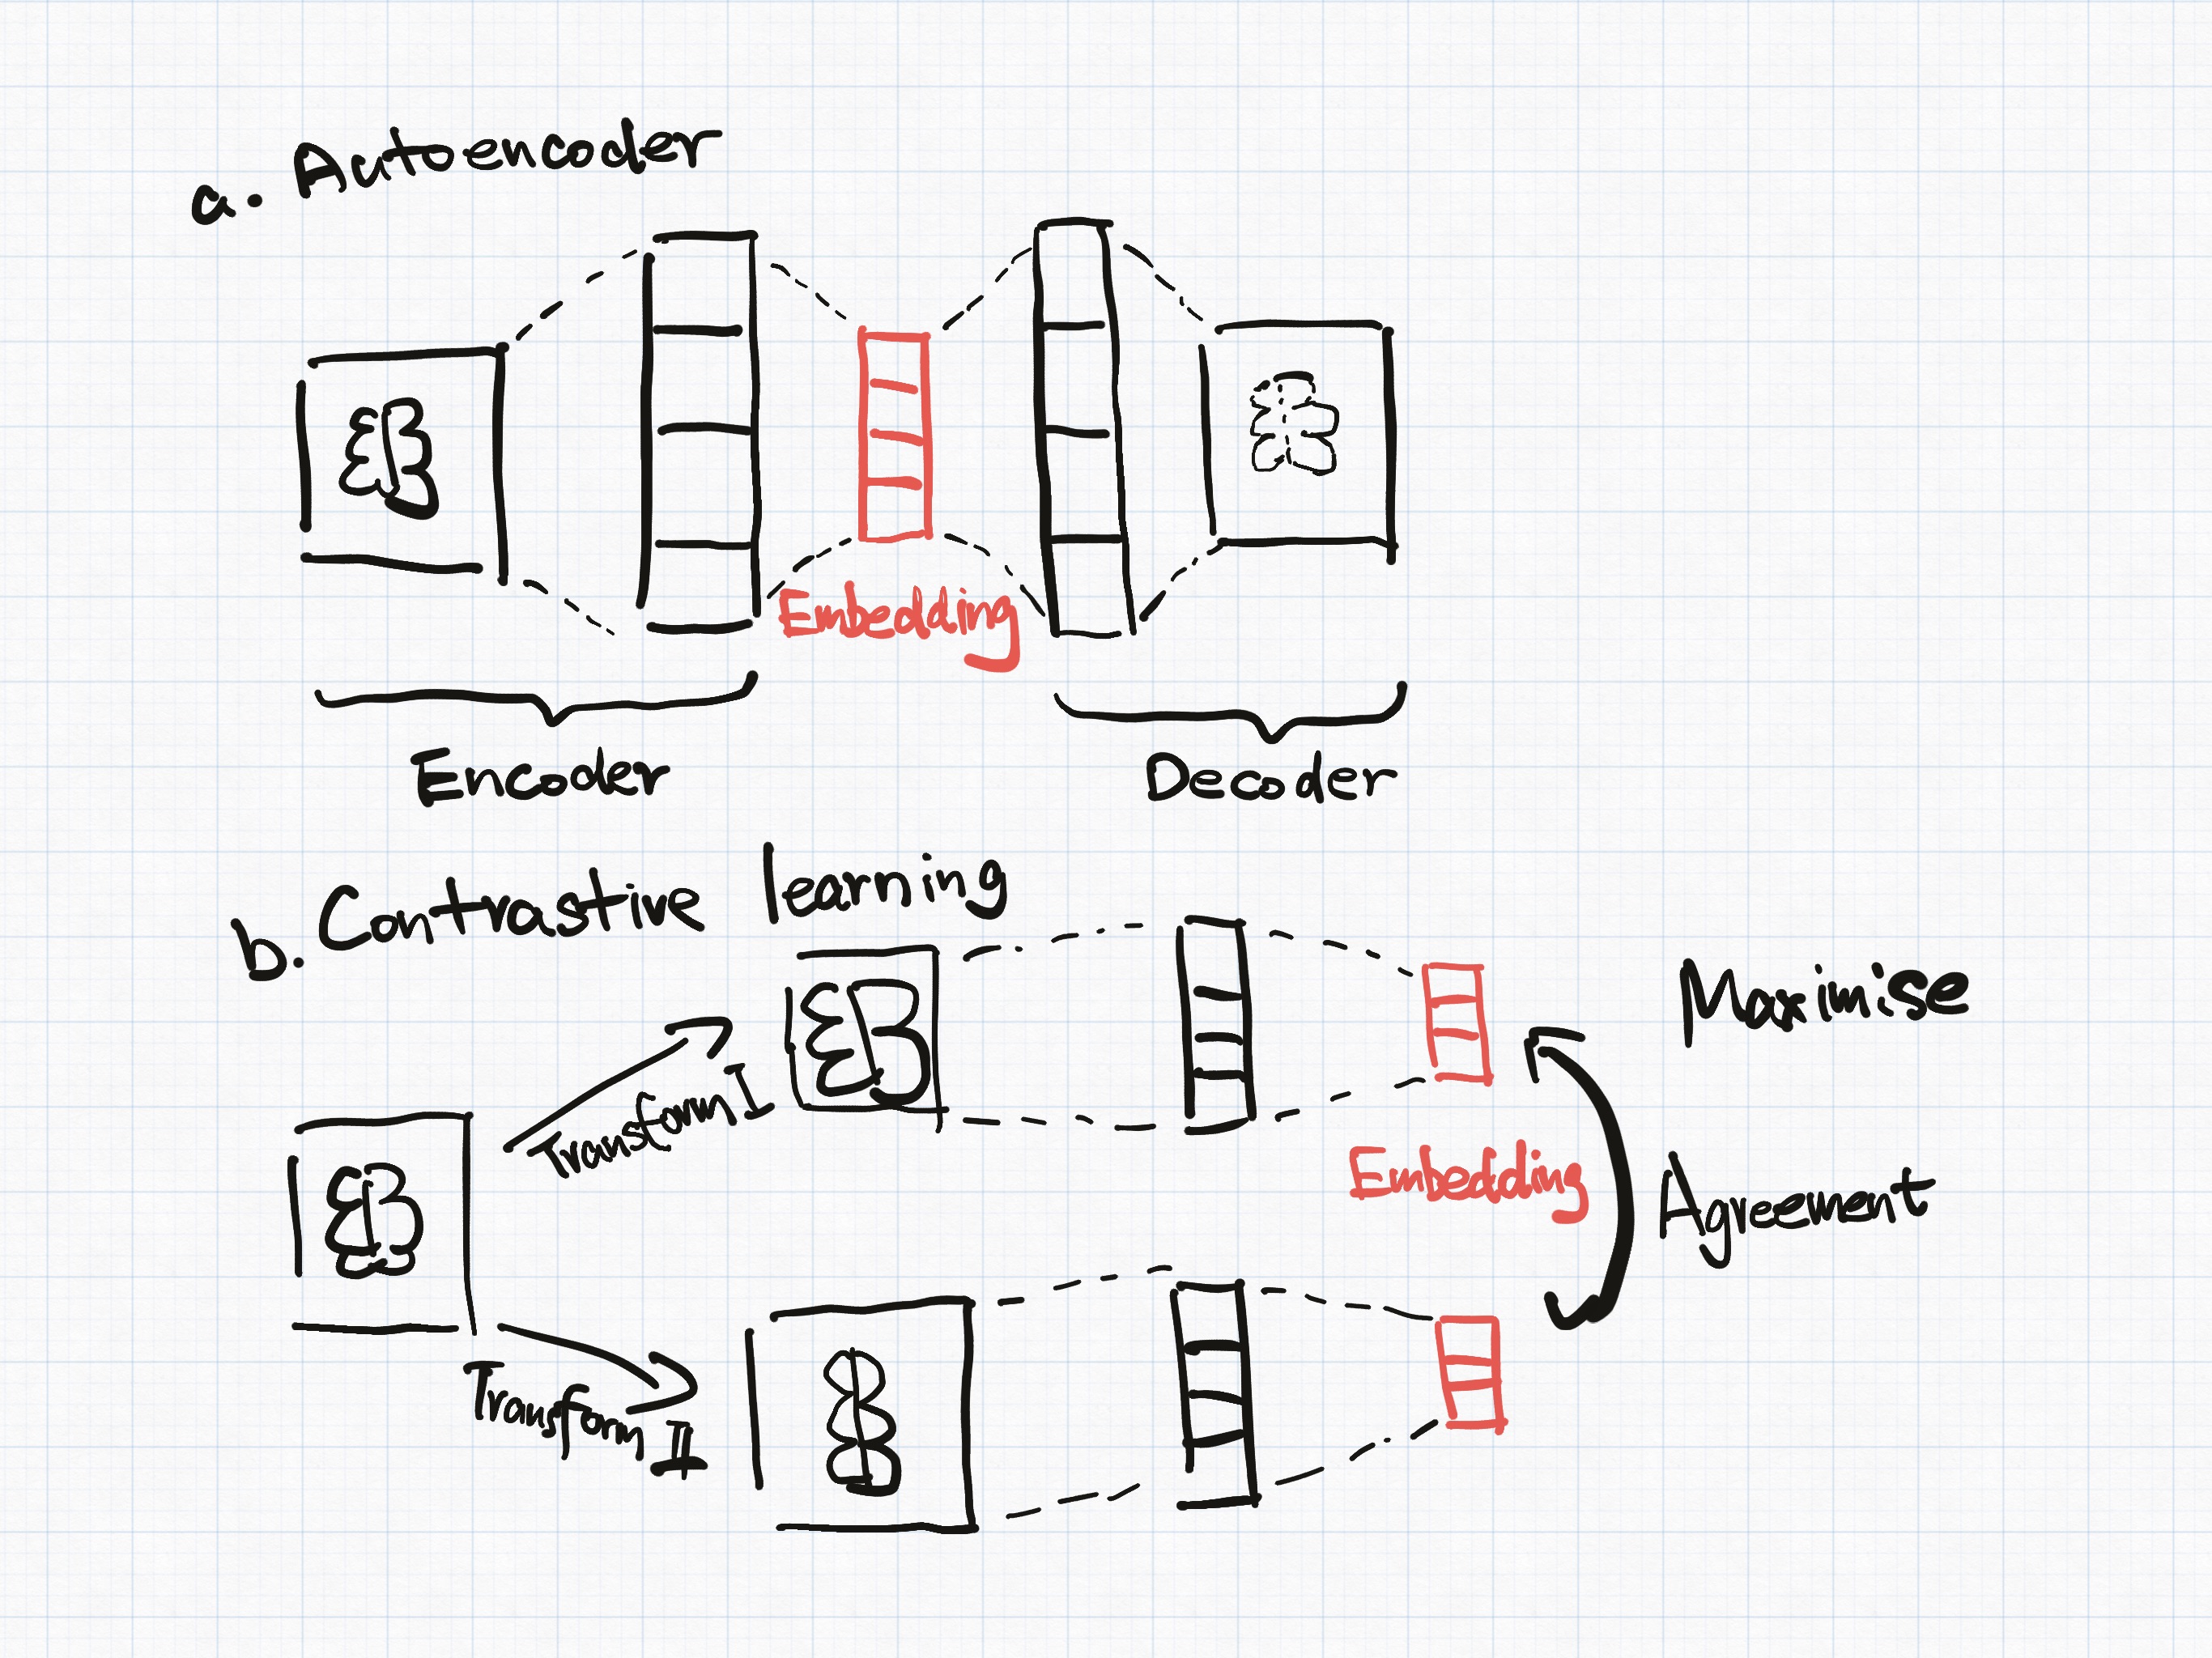 a. Autoencoder
Embedding
Encoder
Decoder
b. Contrastive learning
Transform I
Transform II
Embedding
Maximise
Agreement